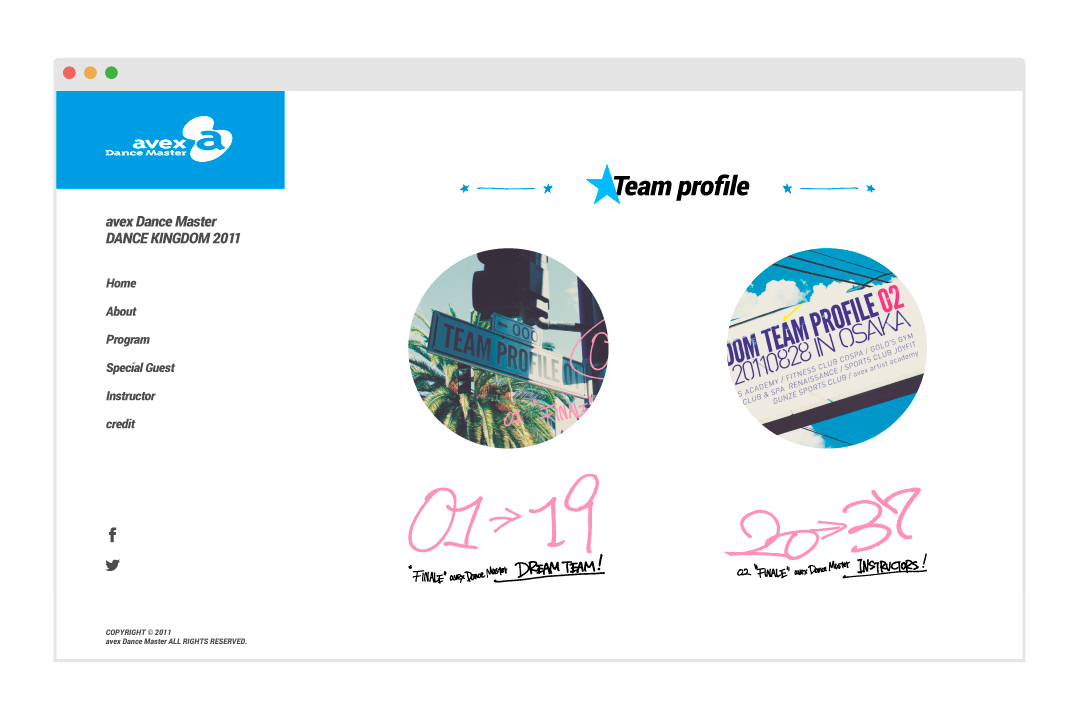 avex
Dance Master
a
avex Dance Master
DANCE KINGDOM 2011
Home
About
Program
Special Guest
Instructor
credit
COPYRIGHT © 2011
avex Dance Master ALL RIGHTS RESERVED.
Team profile
000
TEAM PROFILE 01
02 "FINAL
DOM TEAM PROFILE 02
20110828 IN OSAKA
S ACADEMY / FITNESS CLUB COSPA / GOLD'S GYM
CLUB & SPA RENAISSANCE / SPORTS CLUB JOYFIT
GUNZE SPORTS CLUB / avex artist academy
01→19
"FINALE" avex Dance Master DREAM TEAM!
20→37
02 "FINALE" avex Dance Master INSTRUCTORS!